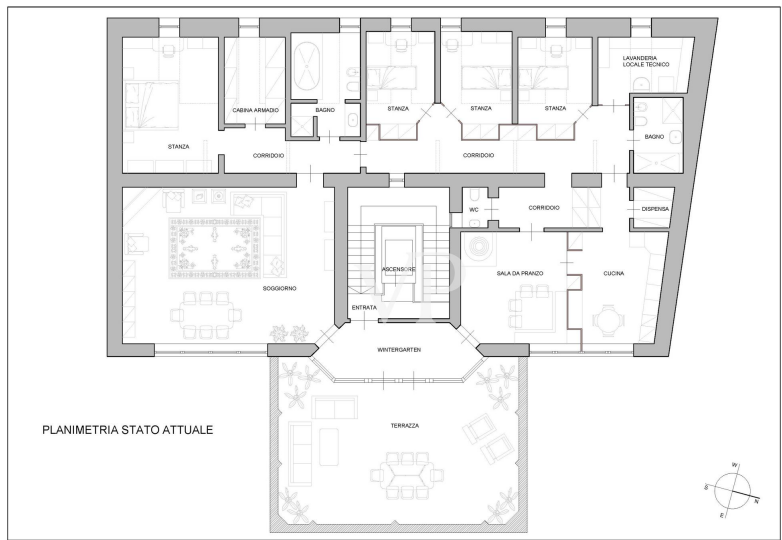 LAVANDERIA
LOCALE TECNICO
CABINA ARMADIO
BAGNO
STANZA
STANZA
STANZA
BAGNO
STANZA
CORRIDOIO
CORRIDOIO
WC
CORRIDOIO
DISPENSA
ASCENSORE
SALA DA PRANZO
CUCINA
SOGGIORNO
VP
ENTRATA
WINTERGARTEN
PLANIMETRIA STATO ATTUALE
TERRAZZA
W
S
N
E